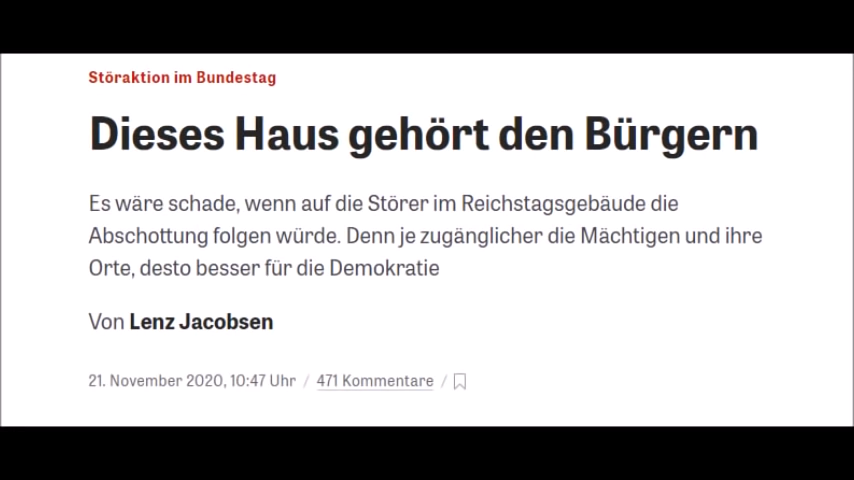 Störaktion im Bundestag
Dieses Haus gehört den Bürgern
Es wäre schade, wenn auf die Störer im Reichstagsgebäude die
Abschottung folgen würde. Denn je zugänglicher die Mächtigen und ihre
Orte, desto besser für die Demokratie
Von Lenz Jacobsen
21. November 2020, 10:47 Uhr / 471 Kommentare /